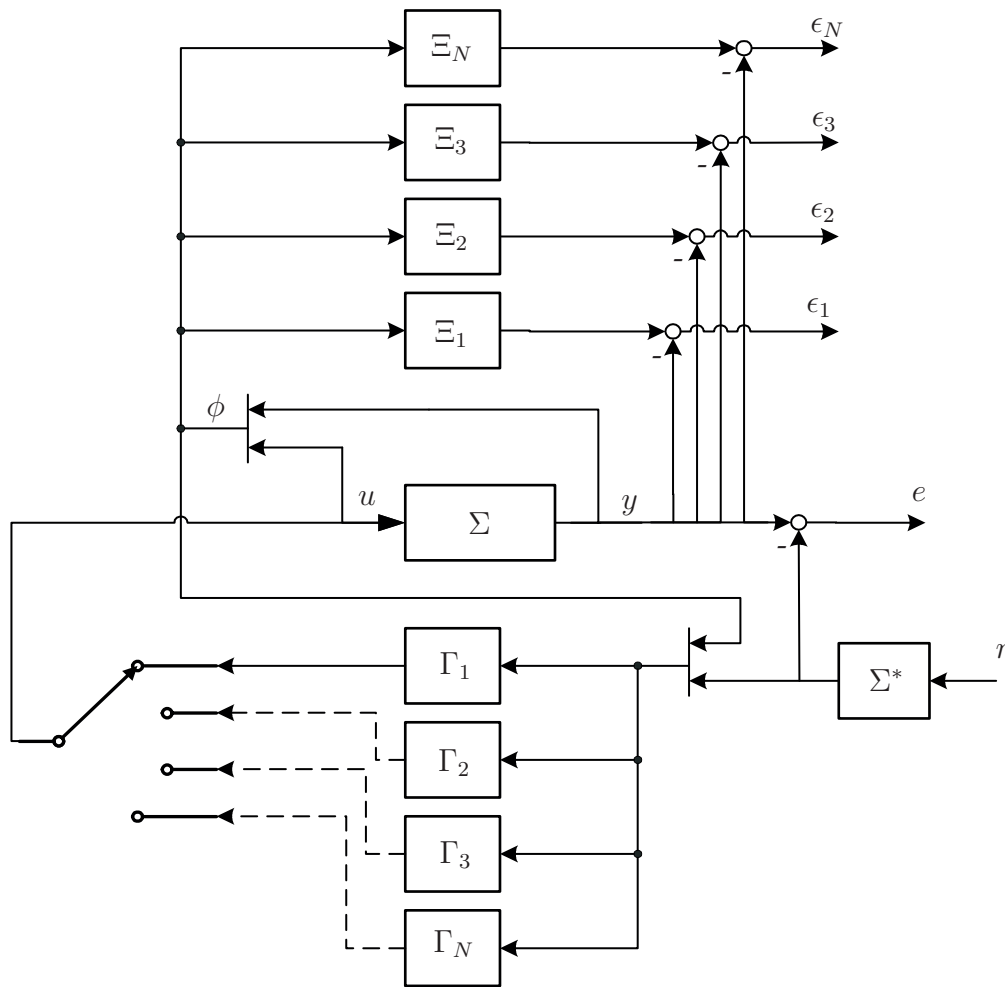 Ξ_N
ϵ_N
-
Ξ_3
ϵ_3
-
Ξ_2
ϵ_2
-
Ξ_1
ϵ_1
-
ϕ
u
Σ
y
e
-
Γ_1
Σ*
r
Γ_2
Γ_3
Γ_N